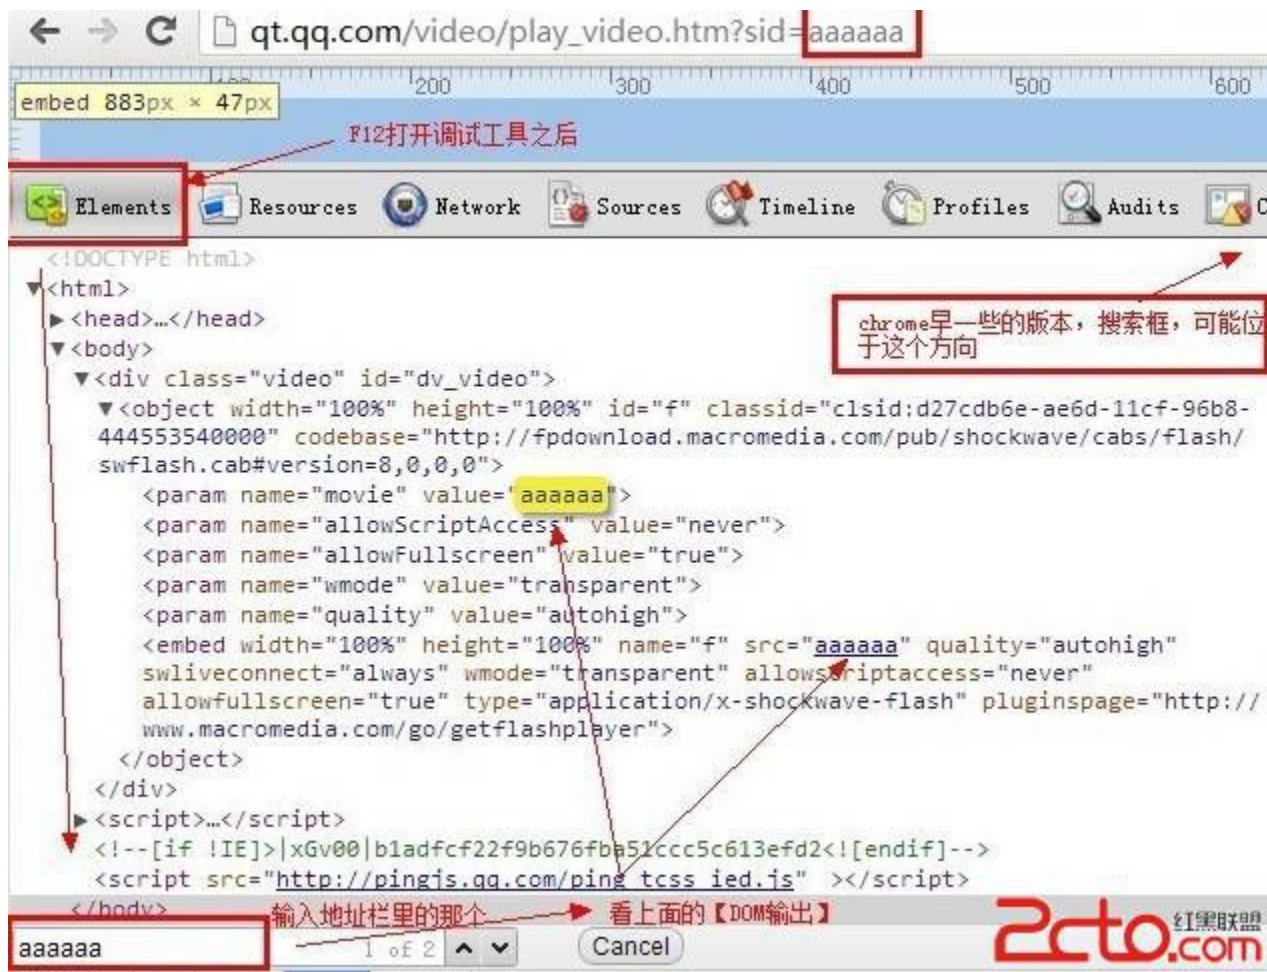 qt.qq.com/video/play_video.htm?sid=aaaaaa
200 300 400 500 600
embed 883px × 47px
F12打开调试工具之后
Elements Resources Network Sources Timeline Profiles Audits
<!DOCTYPE html>
▼<html>
▶<head>…</head>
chrome早一些的版本，搜索框，可能位
于这个方向
▼<body>
▼<div class="video" id="dv_video">
▼<object width="100%" height="100%" id="f" classid="clsid:d27cdb6e-ae6d-11cf-96b8-
444553540000" codebase="http://fpdownload.macromedia.com/pub/shockwave/cabs/flash/
swflash.cab#version=8,0,0,0">
<param name="movie" value="aaaaaa">
<param name="allowScriptAccess" value="never">
<param name="allowFullscreen" value="true">
<param name="wmode" value="transparent">
<param name="quality" value="autohigh">
<embed width="100%" height="100%" name="f" src="aaaaaa" quality="autohigh"
swliveconnect="always" wmode="transparent" allowscriptaccess="never"
allowfullscreen="true" type="application/x-shockwave-flash" pluginspage="http://
www.macromedia.com/go/getflashplayer">
</object>
</div>
▶<script>…</script>
<!--[if !IE]>|xGv00|b1adfcf22f9b676fba51ccc5c613efd2<![endif]-->
<script src="http://pingjs.qq.com/ping_tcss_ied.js" ></script>
</body>
输入地址栏里的那个
看上面的【DOM输出】
aaaaaa 1 of 2 Cancel
2cto.com 红黑联盟